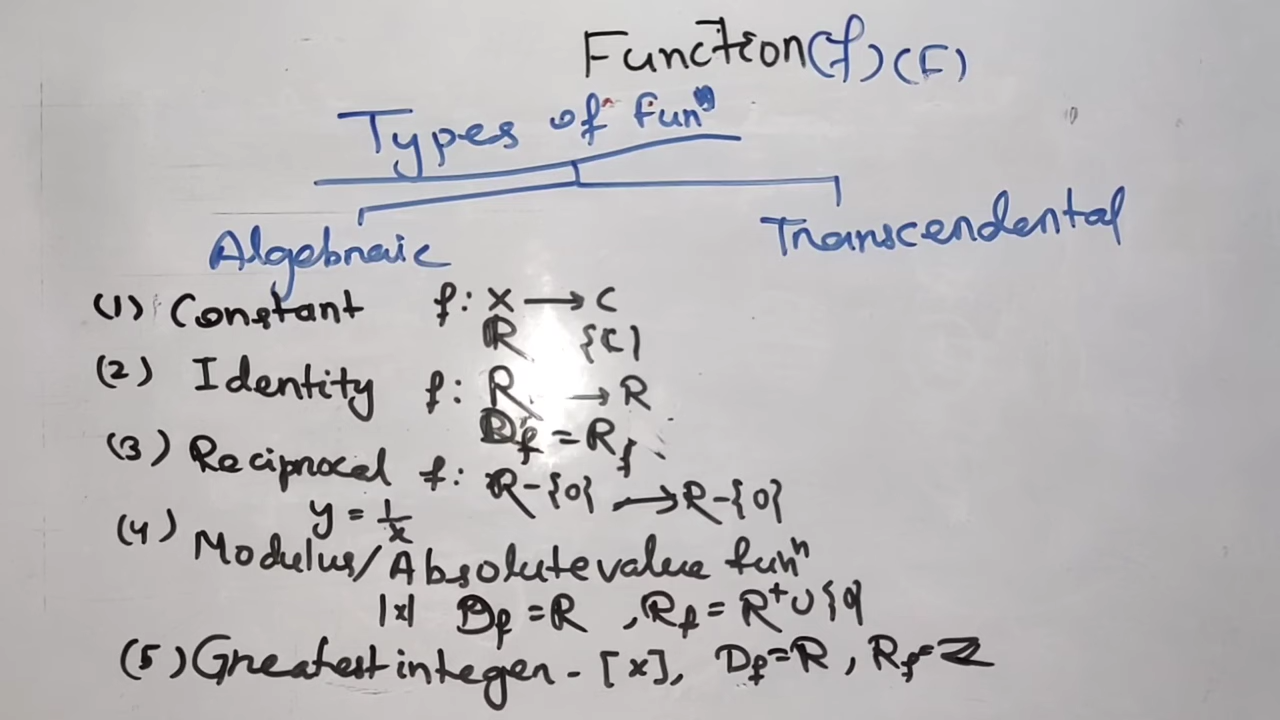 Function(f)(F)
Types of funⁿ
Algebraic
Transcendental
(1) Constant f: X → C
R {C}
(2) Identity f: R → R
Df = Rf
(3) Reciprocal f: R-{0} → R-{0}
y = 1/x
(4) Modulus/Absolute value funⁿ
|x| Df = R , Rf = R⁺∪{0}
(5) Greatest integer - [x], Df=R, Rf=Z